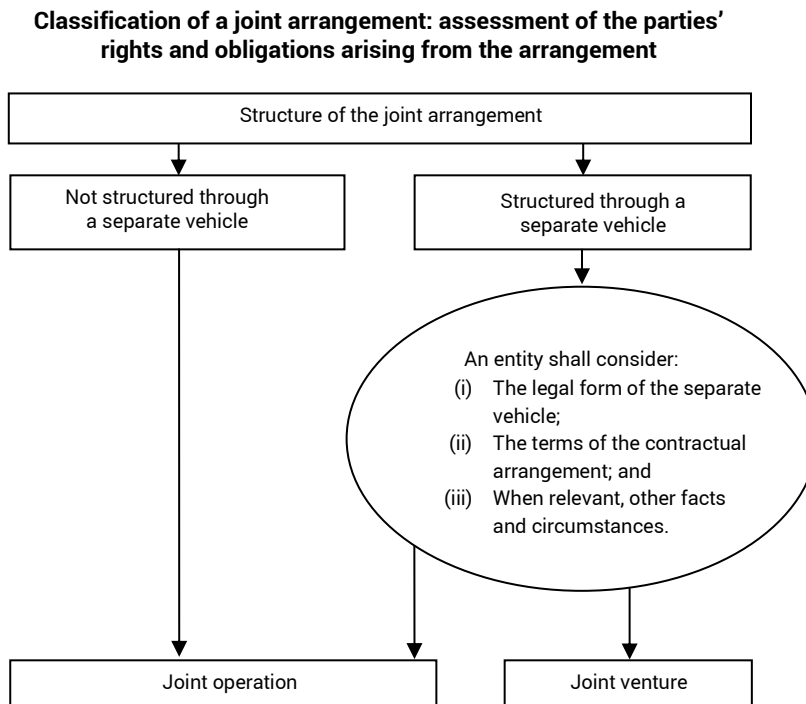 Classification of a joint arrangement: assessment of the parties’
rights and obligations arising from the arrangement
Structure of the joint arrangement
Not structured through
a separate vehicle
Structured through a
separate vehicle
An entity shall consider:
(i) The legal form of the separate
vehicle;
(ii) The terms of the contractual
arrangement; and
(iii) When relevant, other facts
and circumstances.
Joint operation
Joint venture